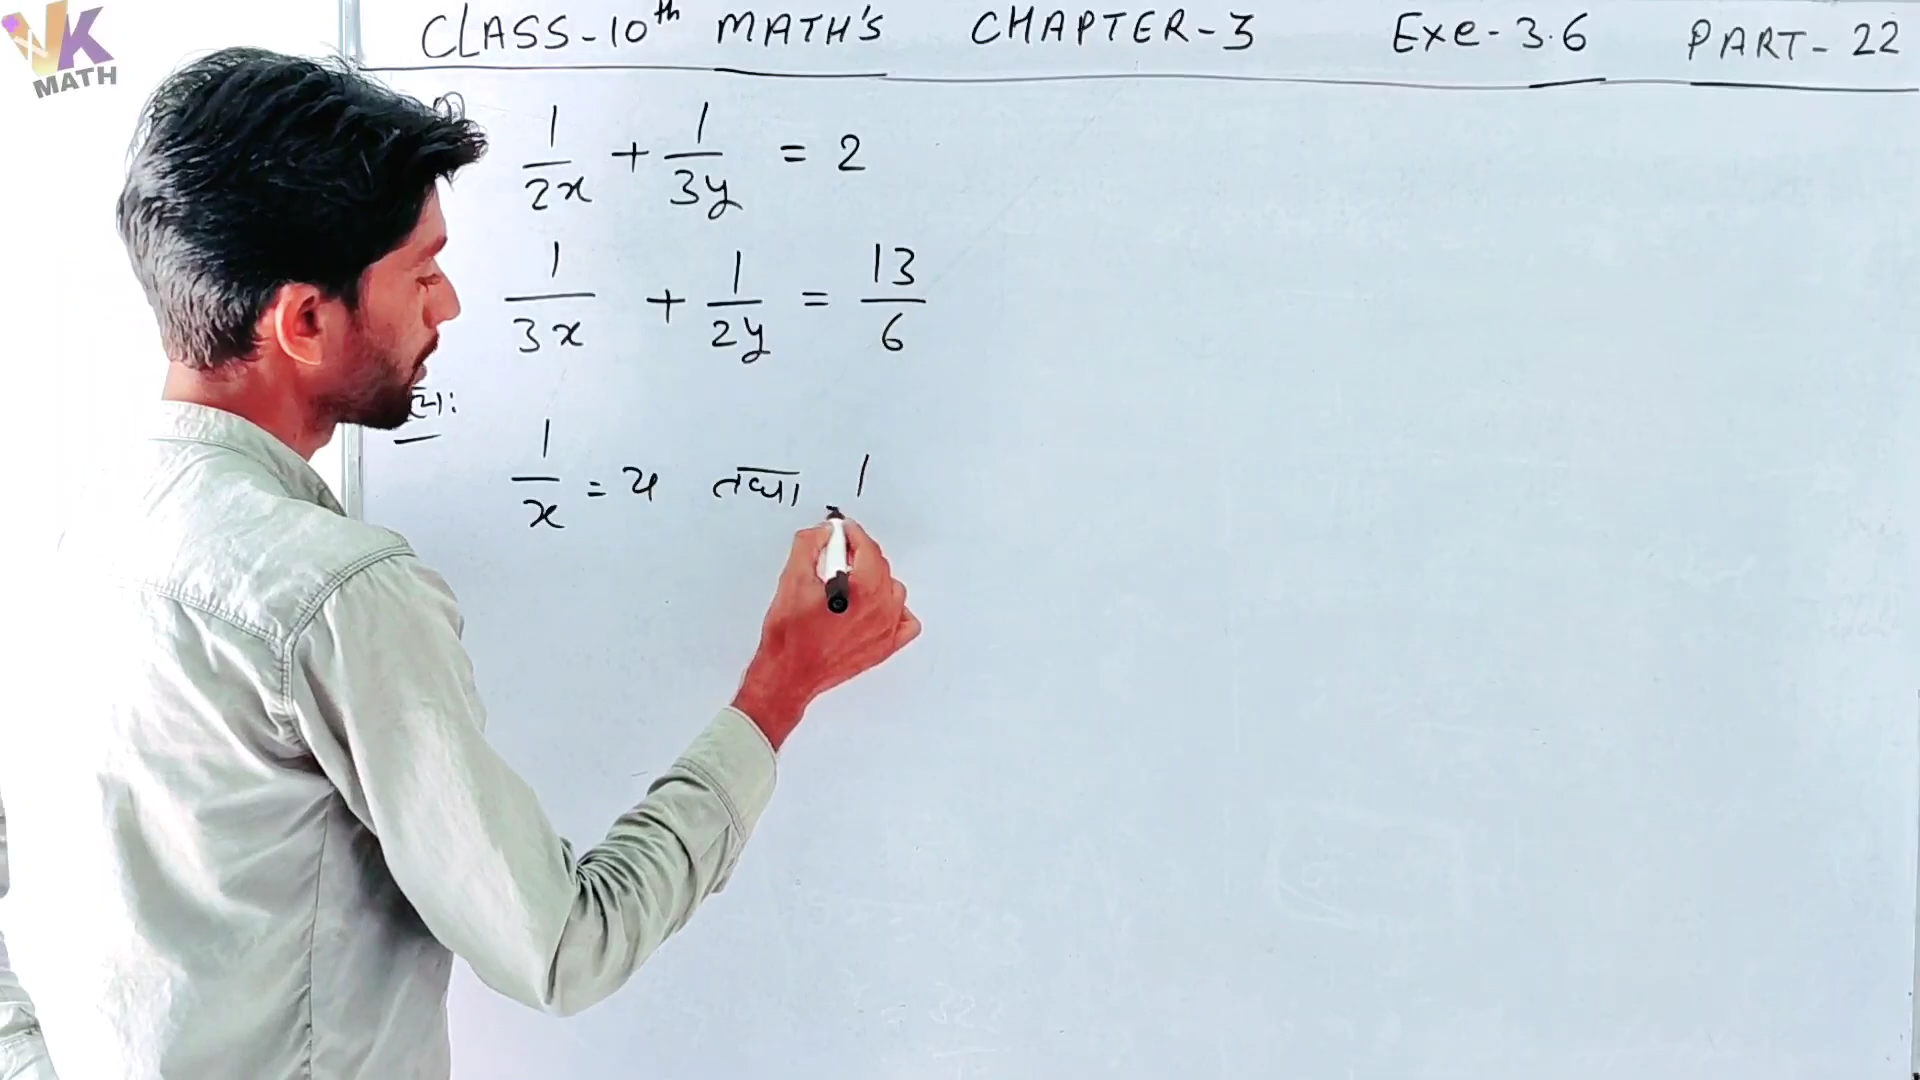 VK
MATH
CLASS-10th MATH'S CHAPTER-3 Exe-3.6 PART-22
1/2x + 1/3y = 2
1/3x + 1/2y = 13/6
1/x = u तथा 1